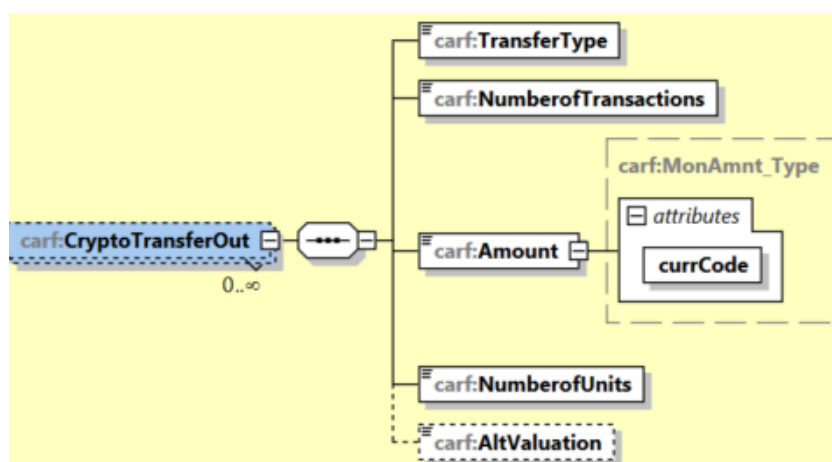 carf:TransferType
carf:NumberofTransactions
carf:MonAmnt_Type
attributes
carf:CryptoTransferOut
carf:Amount
currCode
0..∞
carf:NumberofUnits
carf:AltValuation